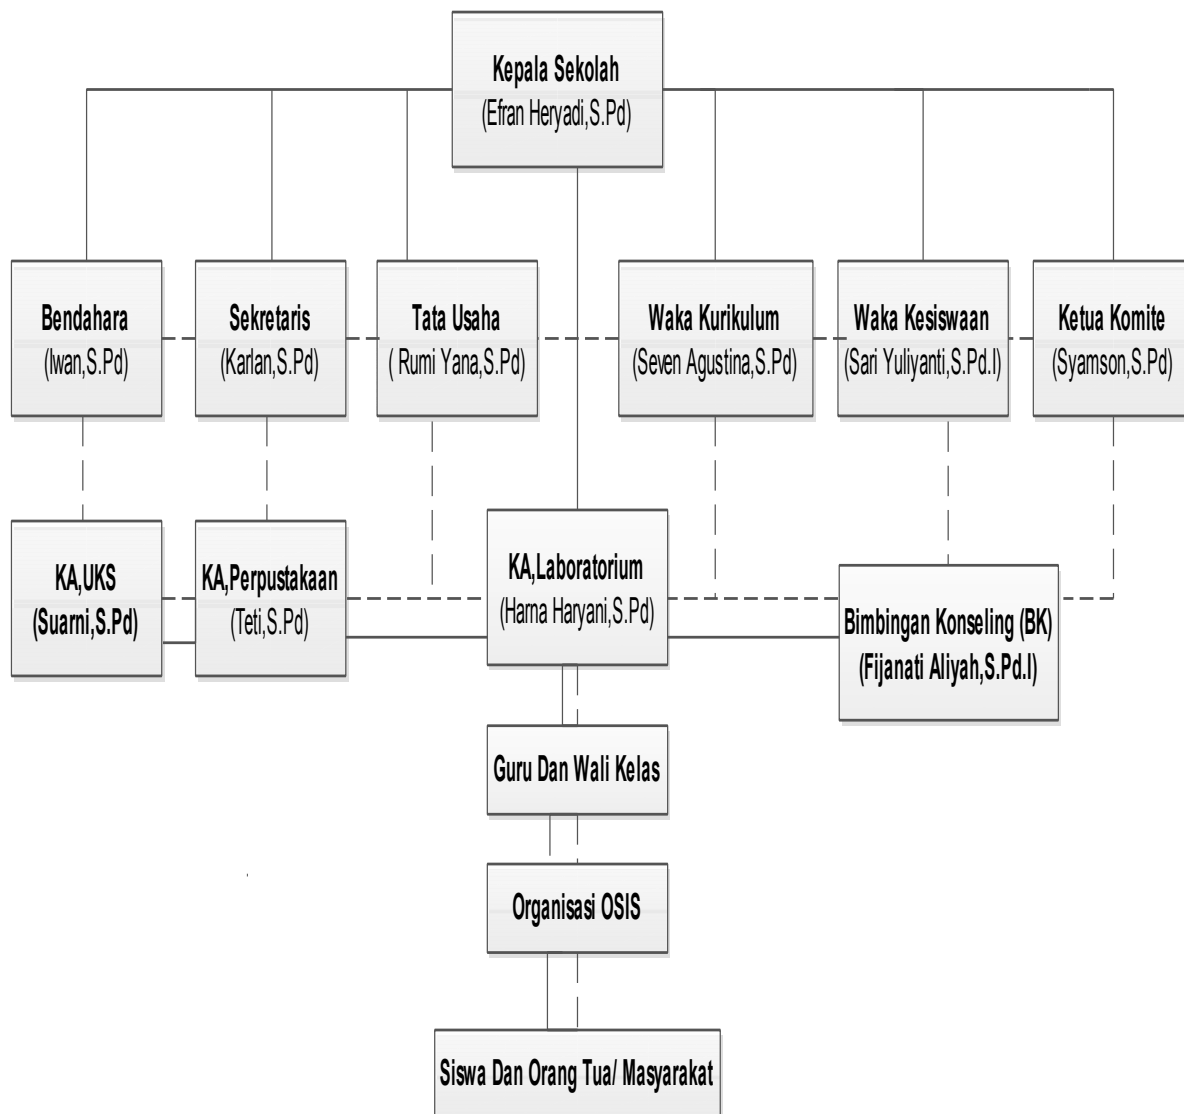 Kepala Sekolah
(Efran Heryadi,S.Pd)
Bendahara
(Iwan,S.Pd)
Sekretaris
(Karlan,S.Pd)
Tata Usaha
( Rumi Yana,S.Pd)
Waka Kurikulum
(Seven Agustina,S.Pd)
Waka Kesiswaan
(Sari Yuliyanti,S.Pd.I)
Ketua Komite
(Syamson,S.Pd)
KA,UKS
(Suarni,S.Pd)
KA,Perpustakaan
(Teti,S.Pd)
KA,Laboratorium
(Harna Haryani,S.Pd)
Bimbingan Konseling (BK)
(Fijanati Aliyah,S.Pd.I)
Guru Dan Wali Kelas
Organisasi OSIS
Siswa Dan Orang Tua/ Masyarakat